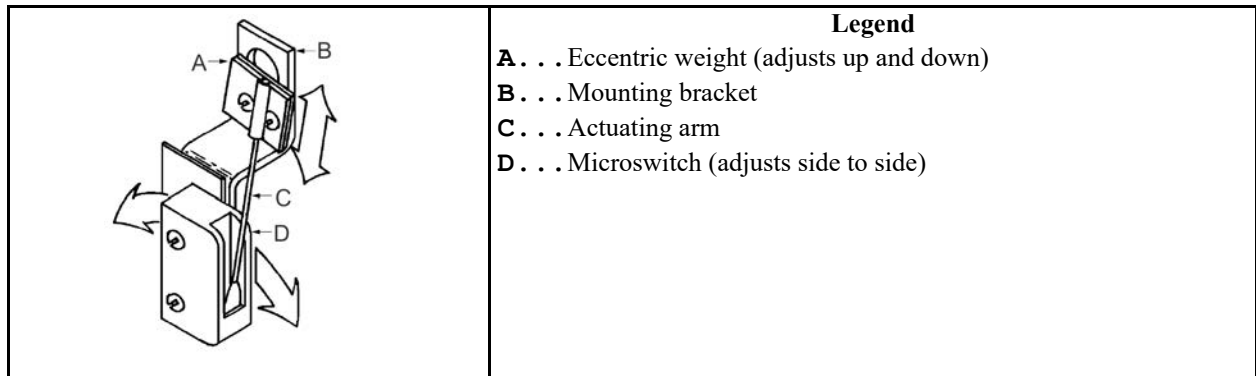 A
B
C
D
Legend
A...Eccentric weight (adjusts up and down)
B...Mounting bracket
C...Actuating arm
D...Microswitch (adjusts side to side)